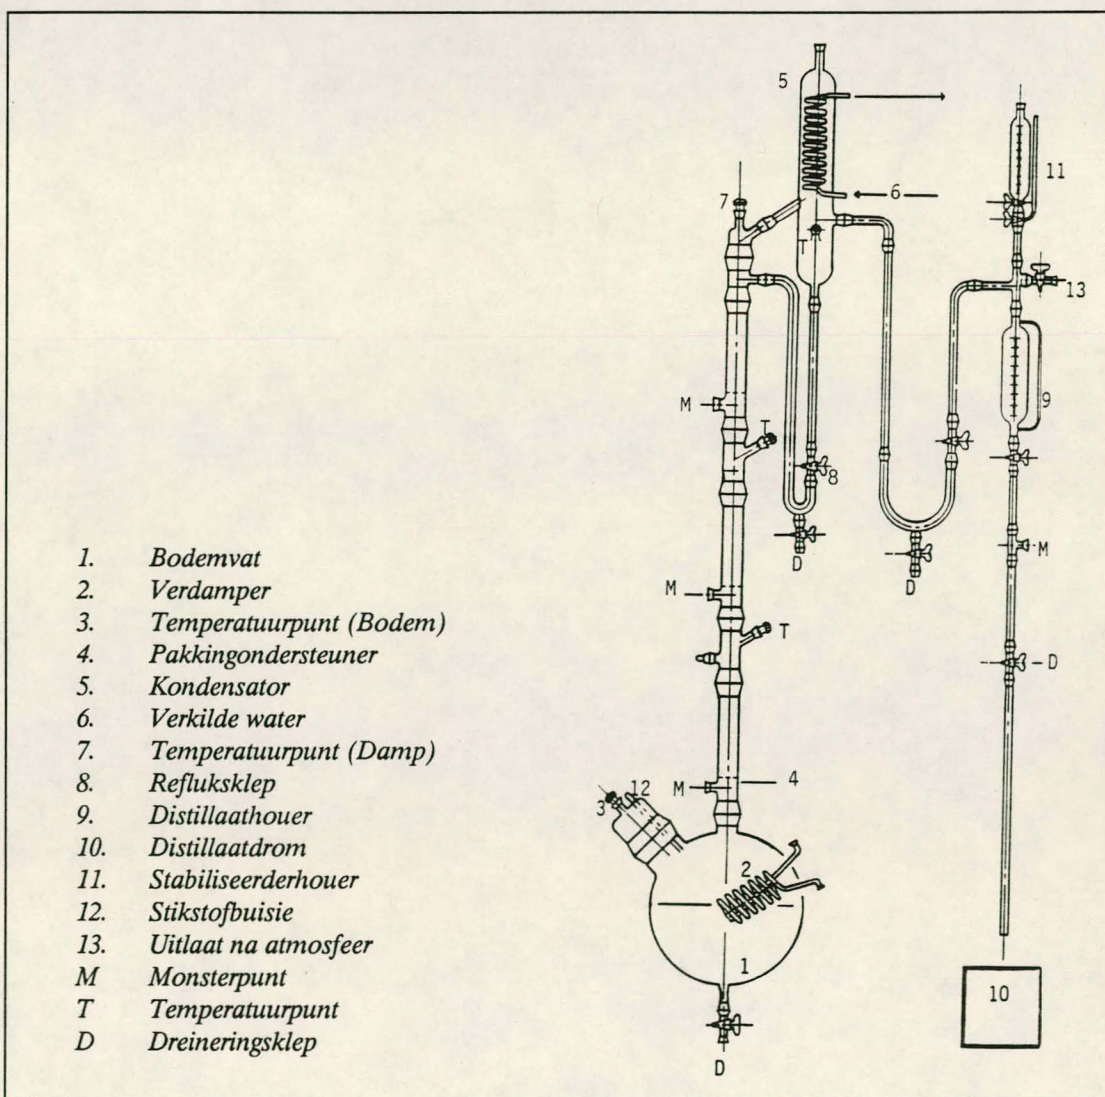 5
6
11
7
T
13
9
M
T
8
M
D
D
M
T
D
M
4
3
12
2
1
10
D
1. Bodemvat
2. Verdamper
3. Temperatuurpunt (Bodem)
4. Pakkingondersteuner
5. Kondensator
6. Verkilde water
7. Temperatuurpunt (Damp)
8. Refluksklep
9. Distillaathouer
10. Distillaatdrom
11. Stabiliseerderhouer
12. Stikstofbuisie
13. Uitlaat na atmosfeer
M Monsterpunt
T Temperatuurpunt
D Dreineringsklep